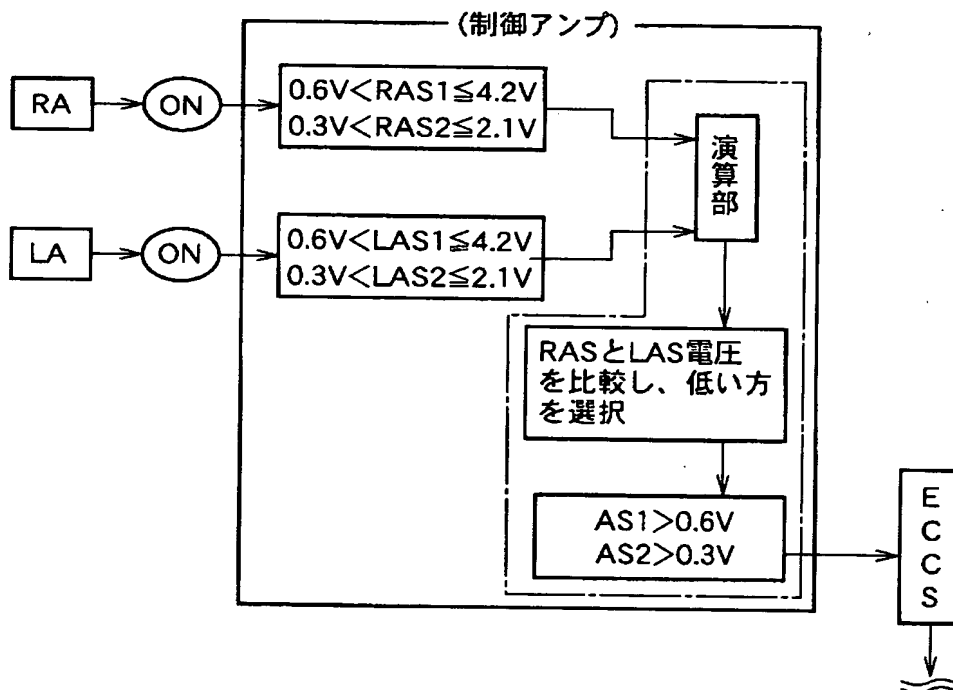 (制御アンプ)
RA
ON
0.6V<RAS1≦4.2V
0.3V<RAS2≦2.1V
演算部
LA
ON
0.6V<LAS1≦4.2V
0.3V<LAS2≦2.1V
RASとLAS電圧
を比較し、低い方
を選択
AS1>0.6V
AS2>0.3V
ECCS